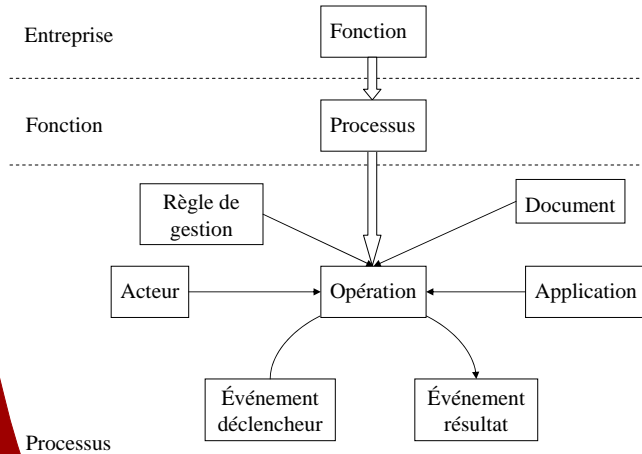 Entreprise
Fonction
Fonction
Processus
Règle de
gestion
Document
Acteur
Opération
Application
Événement
déclencheur
Événement
résultat
Processus